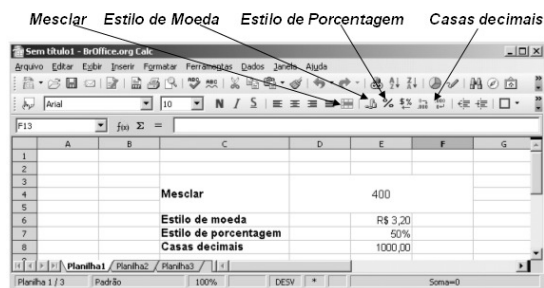 Mesclar Estilo de Moeda Estilo de Porcentagem Casas decimais
Sem título1 - BrOffice.org Calc
Arquivo Editar Exibir Inserir Formatar Ferramentas Dados Janela Ajuda
Arial 10 N I S
F13 f(x) Σ =
A B C D E F G
1
2
3
4 Mesclar 400
5
6 Estilo de moeda R$ 3,20
7 Estilo de porcentagem 50%
8 Casas decimais 1000,00
Planilha1 Planilha2 Planilha3
Planilha 1 / 3 Padrão 100% DESV * Soma=0